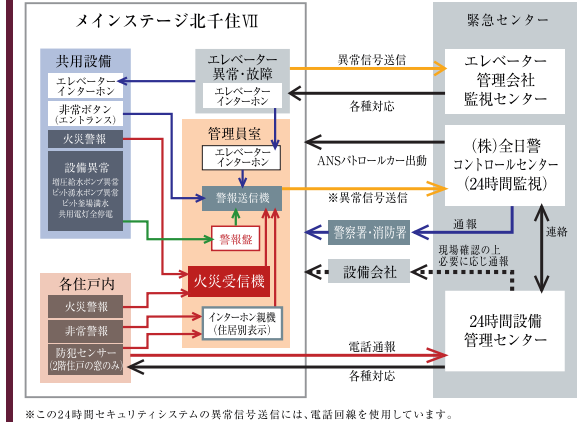 メインステージ北千住Ⅶ
共用設備
エレベーター
インターホン
非常ボタン
(エントランス)
火災警報
設備異常
増圧給水ポンプ異常
ピット湧水ポンプ異常
ピット釜場満水
共用電灯全停電
各住戸内
火災警報
非常警報
防犯センサー
(2階住戸の窓のみ)
エレベーター
異常・故障
エレベーター
インターホン
管理員室
エレベーター
インターホン
警報送信機
警報盤
火災受信機
インターホン親機
(住居別表示)
異常信号送信
各種対応
ANSパトロールカー出動
※異常信号送信
警察署・消防署
通報
設備会社
現場確認の上
必要に応じ通報
連絡
電話通報
各種対応
緊急センター
エレベーター
管理会社
監視センター
(株)全日警
コントロールセンター
(24時間監視)
24時間設備
管理センター
※この24時間セキュリティシステムの異常信号送信には、電話回線を使用しています。